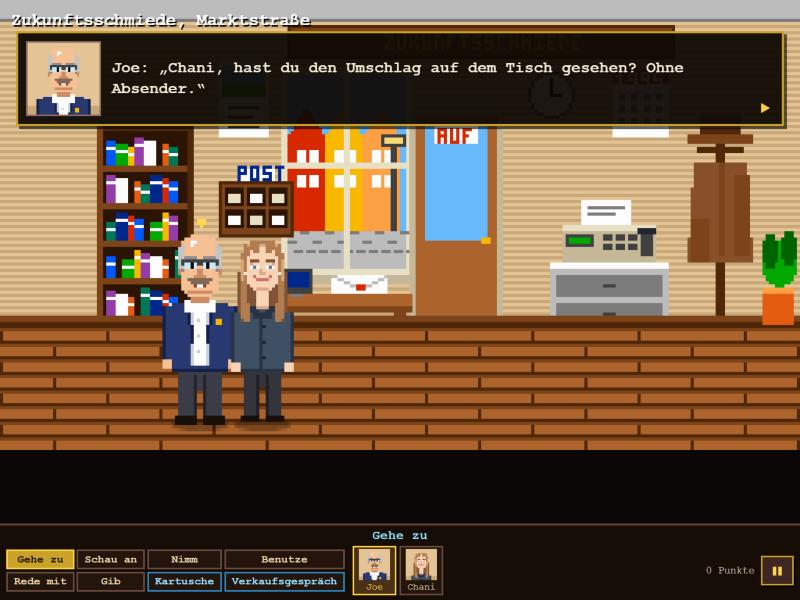 Zukunftsschmiede, Marktstraße
ZUKUNFTSSCHMIEDE
Joe: „Chani, hast du den Umschlag auf dem Tisch gesehen? Ohne
Absender.“
AUF
POST
Gehe zu
Gehe zu
Schau an
Nimm
Benutze
Rede mit
Gib
Kartusche
Verkaufsgespräch
Joe
Chani
0 Punkte